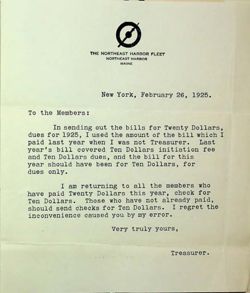 THE NORTHEAST HARBOR FLEET
NORTHEAST HARBOR
MAINE
New York, February 26, 1925.
To the Members:
In sending out the bills for Twenty Dollars,
dues for 1925, I used the amount of the bill which I
paid last year when I was not Treasurer. Last
year's bill covered Ten Dollars initiation fee
and Ten Dollars dues, and the bill for this
year should have been for Ten Dollars, for
dues only.
I am returning to all the members who
have paid Twenty Dollars this year, check for
Ten Dollars. Those who have not already paid,
should send checks for Ten Dollars. I regret the
inconvenience caused you by my error.
Very truly yours,
Treasurer.